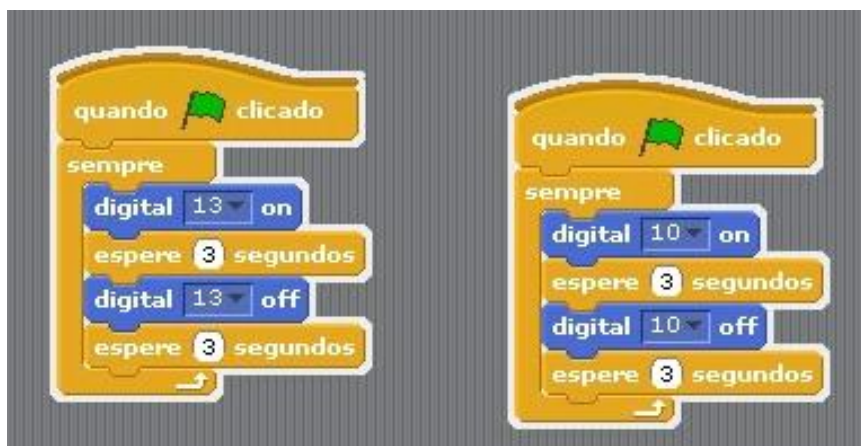 quando clicado
sempre
digital 13 on
espere 3 segundos
digital 13 off
espere 3 segundos
quando clicado
sempre
digital 10 on
espere 3 segundos
digital 10 off
espere 3 segundos